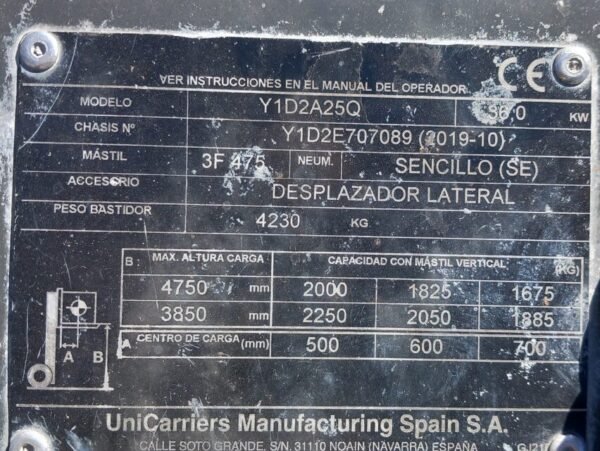 VER INSTRUCCIONES EN EL MANUAL DEL OPERADOR CE
MODELO Y1D2A25Q 36,0 KW
CHASIS Nº Y1D2E707089 (2019-10)
MÁSTIL 3F 475 NEUM. SENCILLO (SE)
ACCESORIO DESPLAZADOR LATERAL
PESO BASTIDOR 4230 KG
B MAX. ALTURA CARGA CAPACIDAD CON MÁSTIL VERTICAL (KG)
4750 mm 2000 1825 1675
3850 mm 2250 2050 1885
A CENTRO DE CARGA (mm) 500 600 700
A B
UniCarriers Manufacturing Spain S.A.
CALLE SOTO GRANDE, S/N. 31110 NOAIN (NAVARRA) ESPAÑA